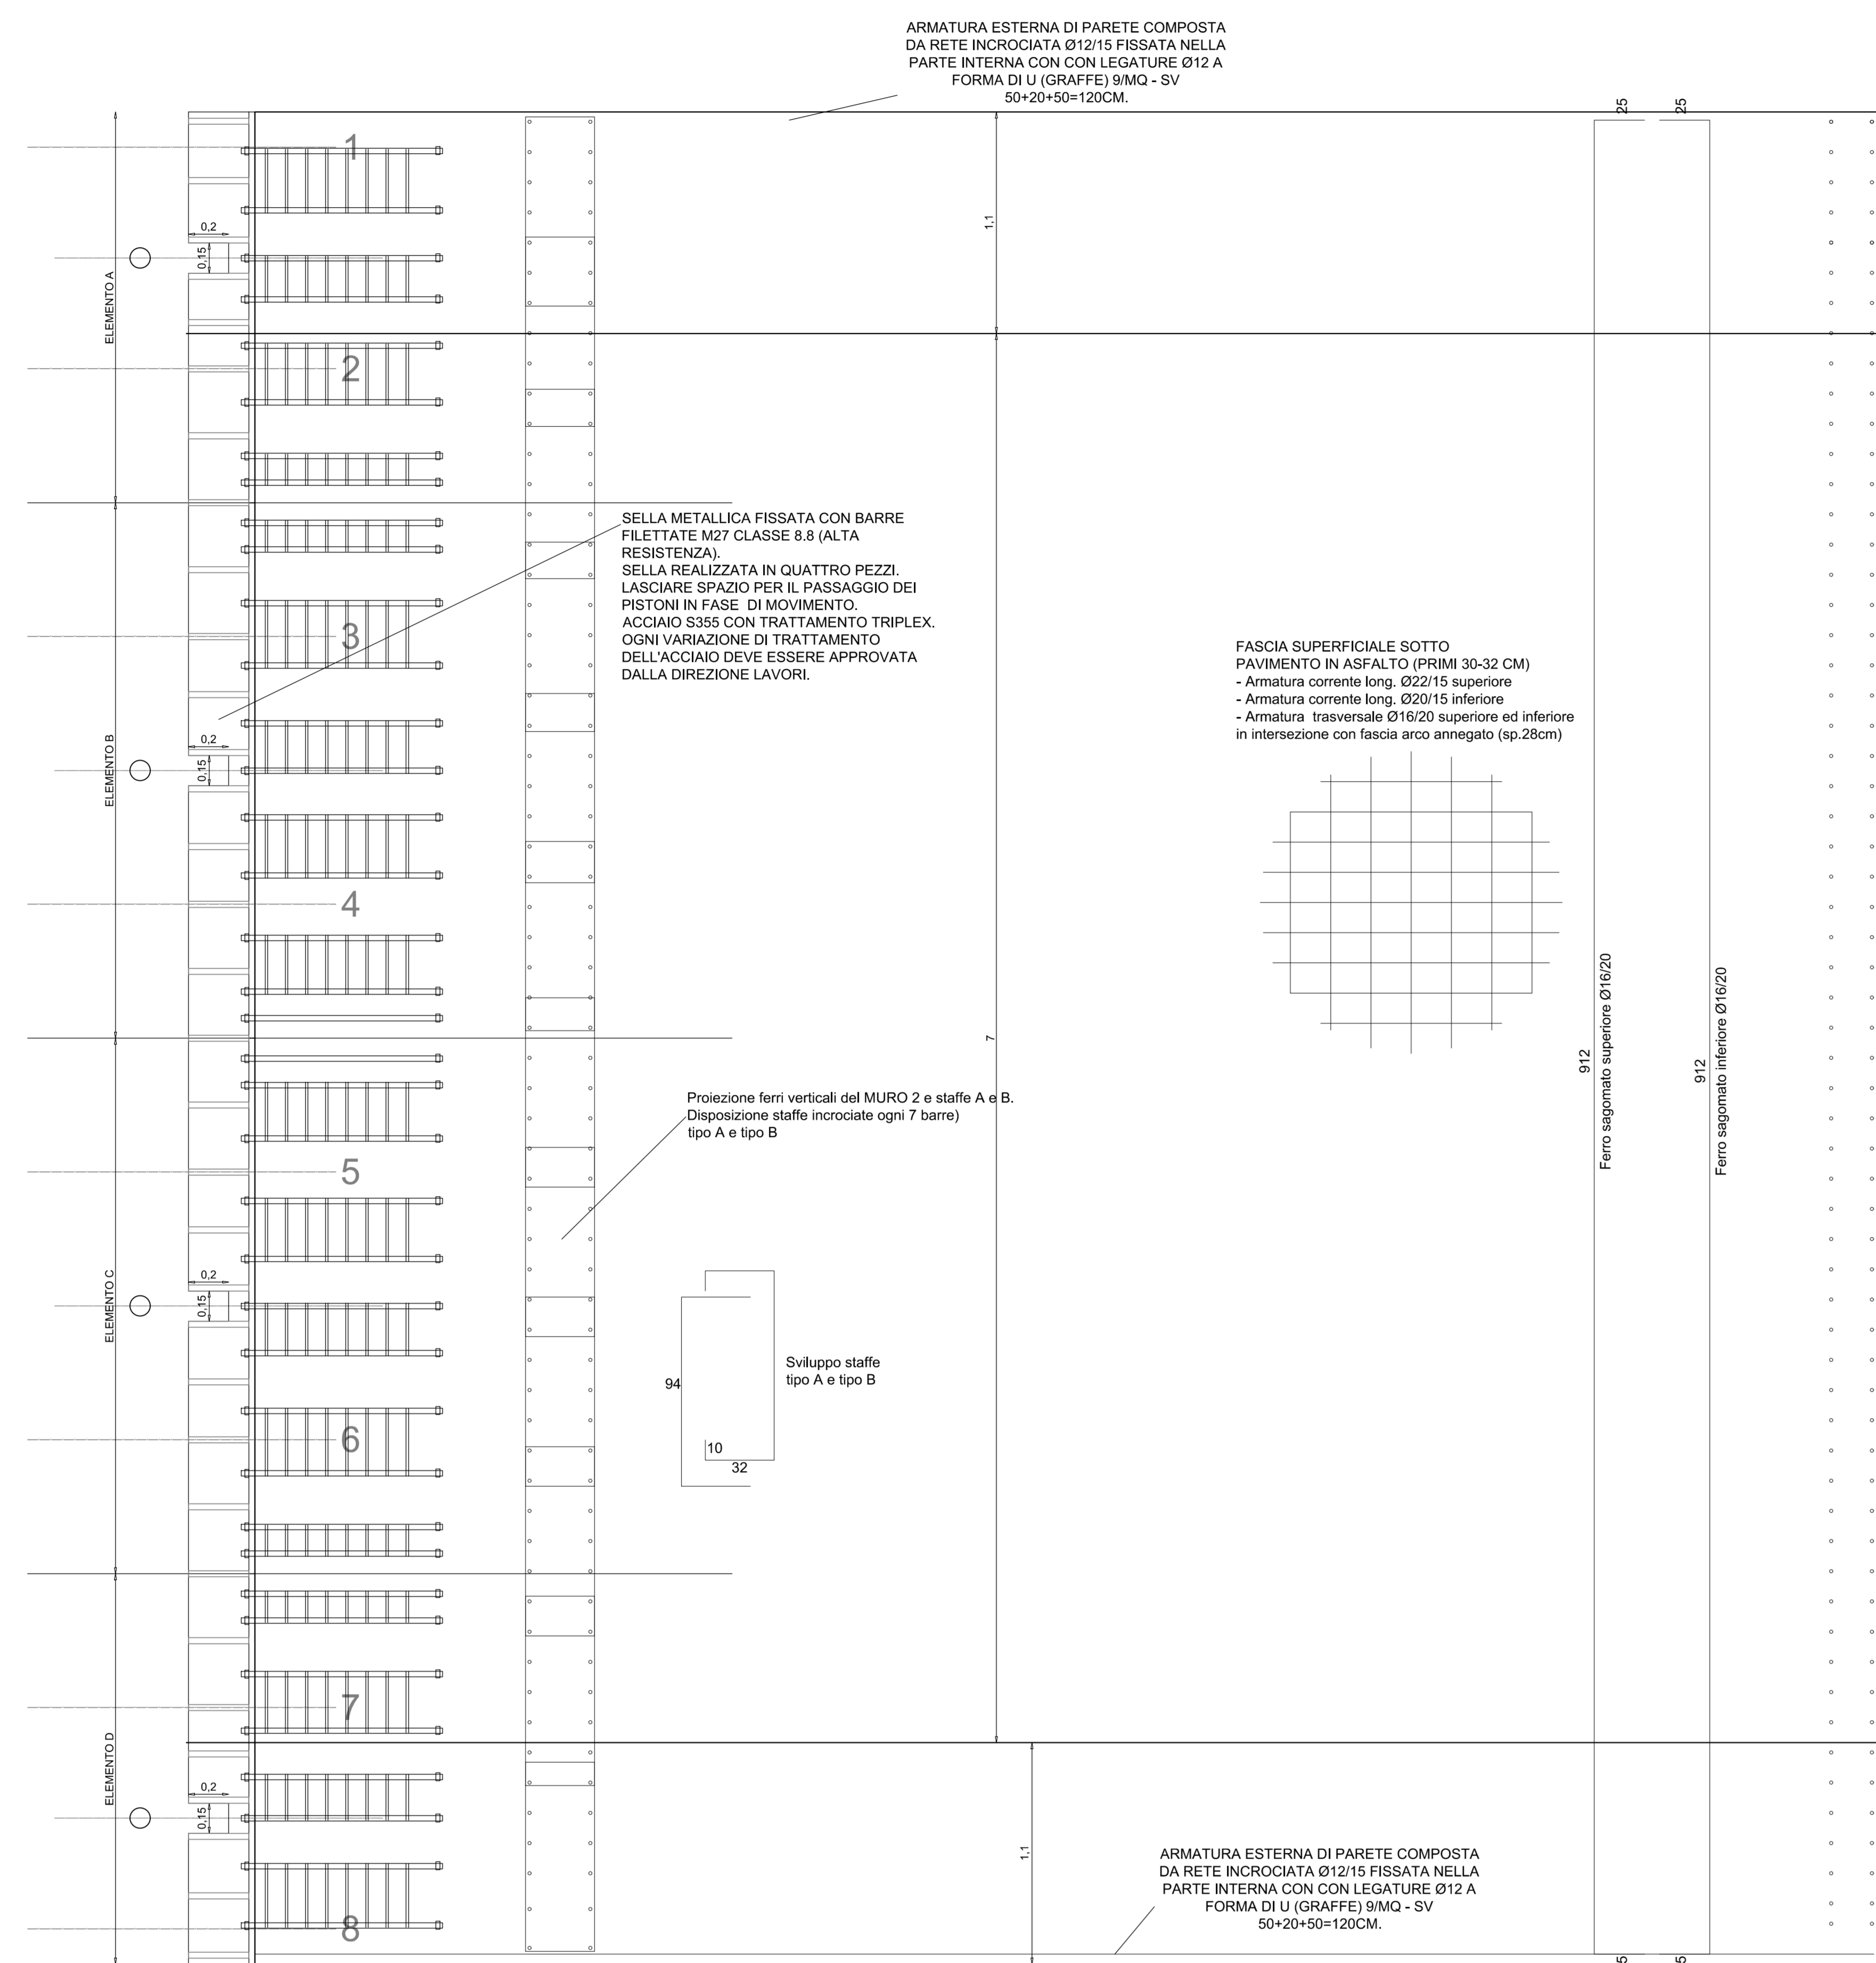 ARMATURA ESTERNA DI PARETE COMPOSTA
DA RETE INCROCIATA Ø12/15 FISSATA NELLA
PARTE INTERNA CON CON LEGATURE Ø12 A
FORMA DI U (GRAFFE) 9/MQ - SV
50+20+50=120CM.
25
25
1
0,2
0,15
1,1
ELEMENTO A
2
SELLA METALLICA FISSATA CON BARRE
FILETTATE M27 CLASSE 8.8 (ALTA
RESISTENZA).
SELLA REALIZZATA IN QUATTRO PEZZI.
LASCIARE SPAZIO PER IL PASSAGGIO DEI
PISTONI IN FASE DI MOVIMENTO.
ACCIAIO S355 CON TRATTAMENTO TRIPLEX.
OGNI VARIAZIONE DI TRATTAMENTO
DELL'ACCIAIO DEVE ESSERE APPROVATA
DALLA DIREZIONE LAVORI.
3
FASCIA SUPERFICIALE SOTTO
PAVIMENTO IN ASFALTO (PRIMI 30-32 CM)
- Armatura corrente long. Ø22/15 superiore
- Armatura corrente long. Ø20/15 inferiore
- Armatura trasversale Ø16/20 superiore ed inferiore
in intersezione con fascia arco annegato (sp.28cm)
0,2
0,15
ELEMENTO B
4
7
912
Ferro sagomato superiore Ø16/20
912
Ferro sagomato inferiore Ø16/20
Proiezione ferri verticali del MURO 2 e staffe A e B.
Disposizione staffe incrociate ogni 7 barre)
tipo A e tipo B
5
0,2
0,15
ELEMENTO C
Sviluppo staffe
tipo A e tipo B
94
10
32
6
7
ELEMENTO D
0,2
0,15
1,1
ARMATURA ESTERNA DI PARETE COMPOSTA
DA RETE INCROCIATA Ø12/15 FISSATA NELLA
PARTE INTERNA CON CON LEGATURE Ø12 A
FORMA DI U (GRAFFE) 9/MQ - SV
50+20+50=120CM.
8
5
5